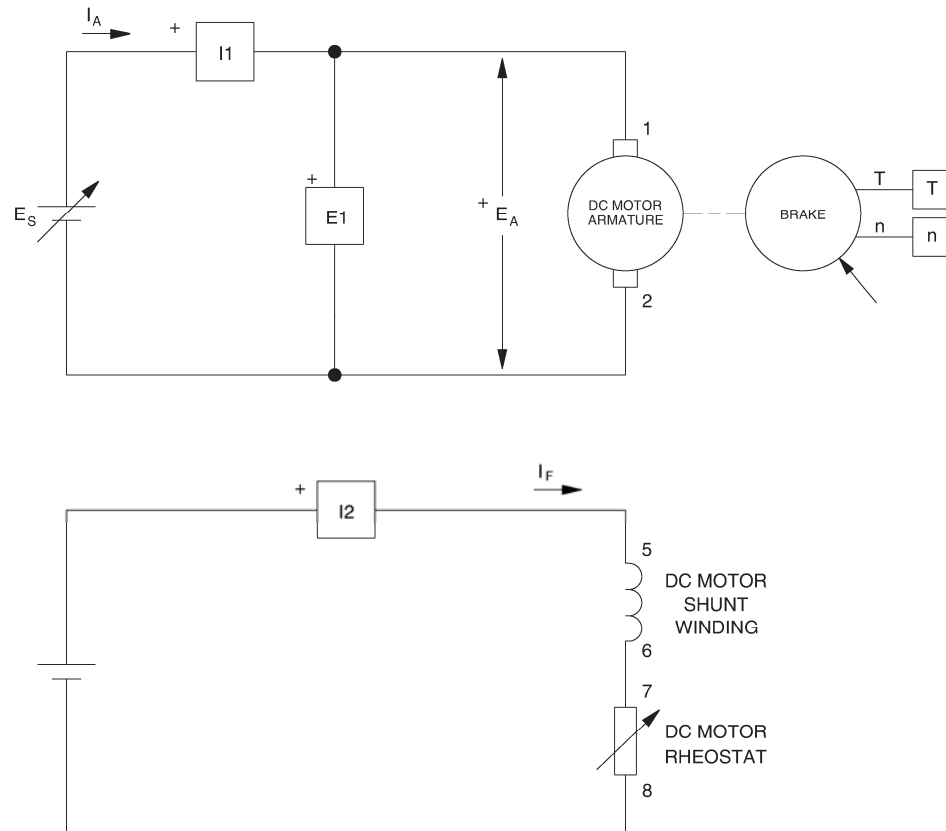 I_A
+
I1
1
+
E1
E_S
+ E_A
DC MOTOR
ARMATURE
BRAKE
T
T
n
n
2
I_F
+
I2
5
DC MOTOR
SHUNT
WINDING
6
7
DC MOTOR
RHEOSTAT
8